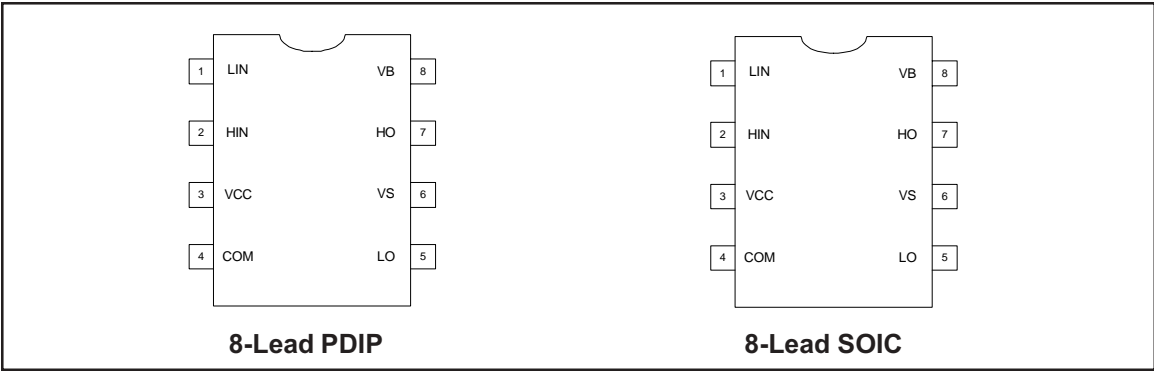 1 LIN VB 8
2 HIN HO 7
3 VCC VS 6
4 COM LO 5
8-Lead PDIP
1 LIN VB 8
2 HIN HO 7
3 VCC VS 6
4 COM LO 5
8-Lead SOIC